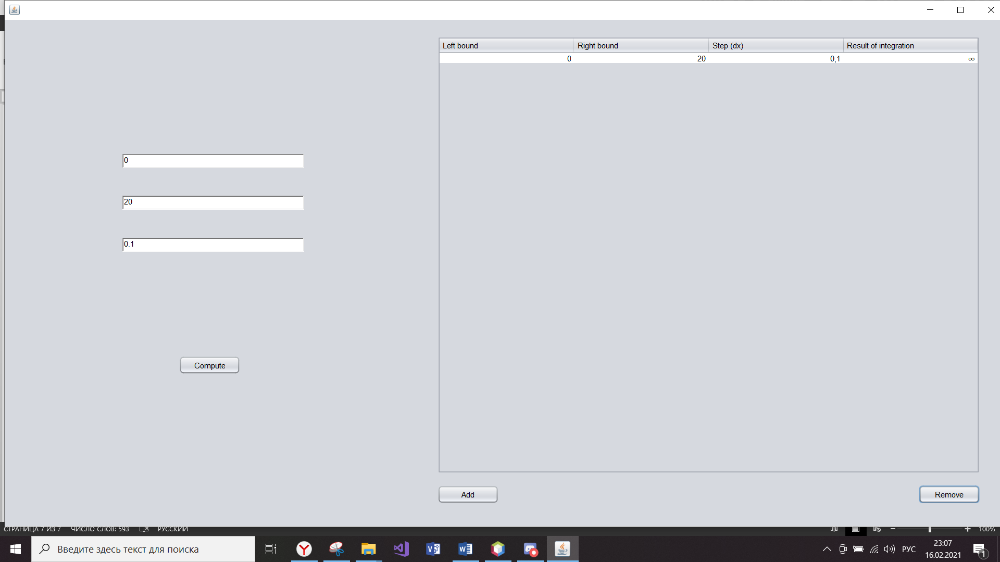 Left bound Right bound Step (dx) Result of integration
0 20 0,1 ∞
0
20
0.1
Compute
Add Remove
СТРАНИЦА 7 ИЗ 7 ЧИСЛО СЛОВ: 593 РУССКИЙ 100%
Введите здесь текст для поиска
РУС
23:07
16.02.2021
1